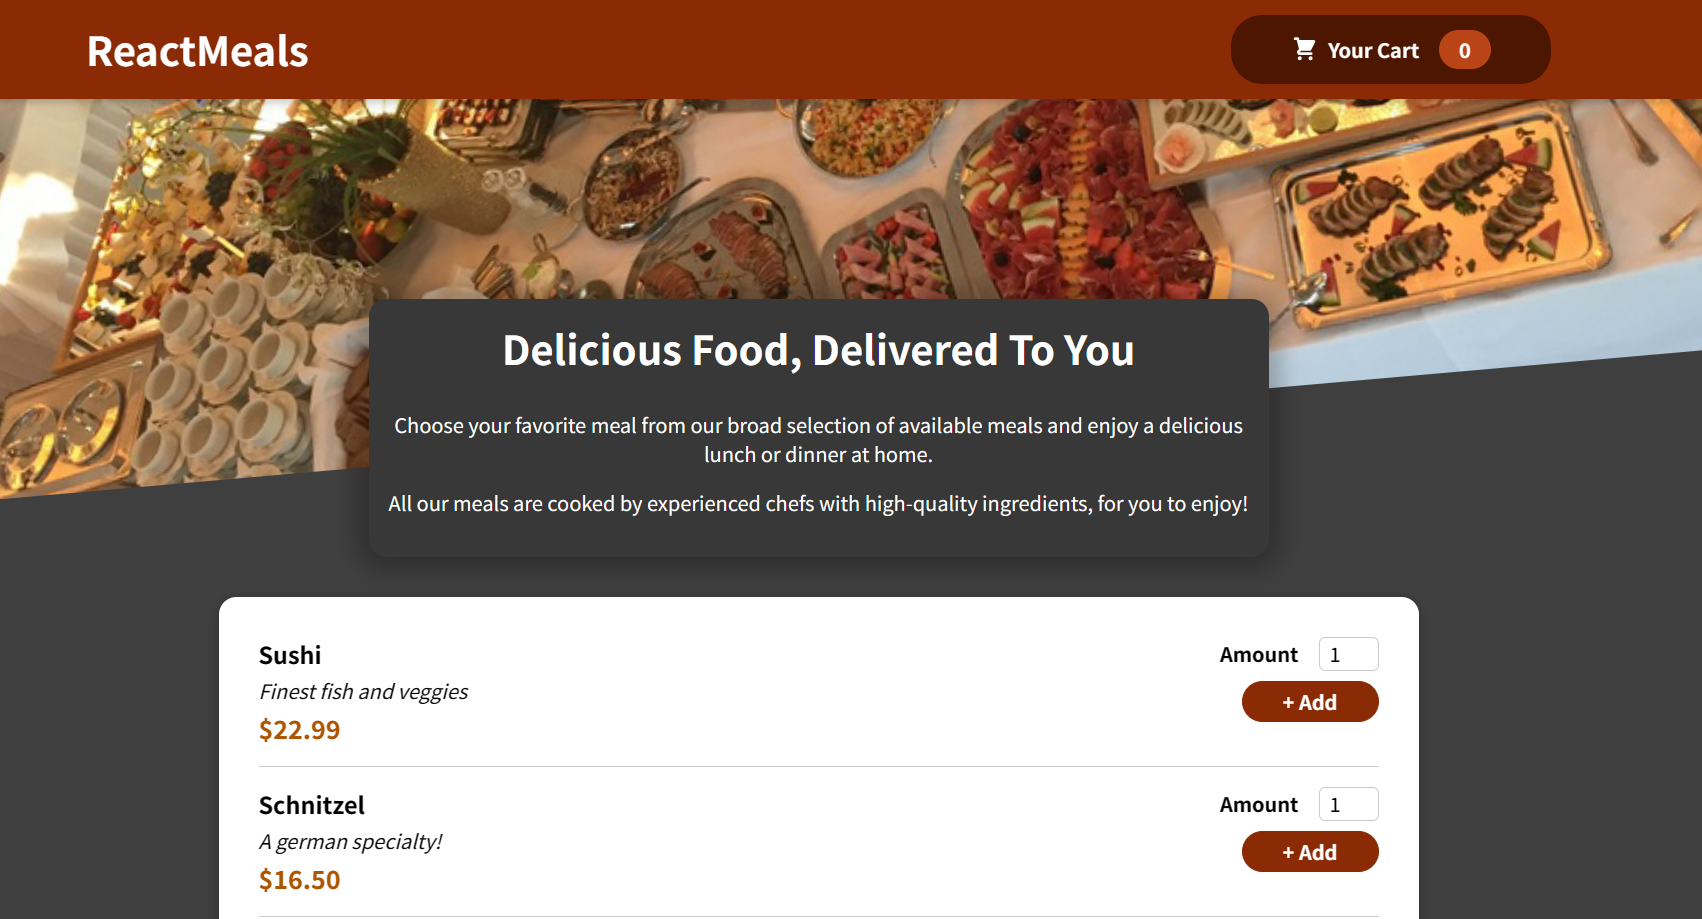 ReactMeals
Your Cart 0
Delicious Food, Delivered To You
Choose your favorite meal from our broad selection of available meals and enjoy a delicious
lunch or dinner at home.
All our meals are cooked by experienced chefs with high-quality ingredients, for you to enjoy!
Sushi
Finest fish and veggies
$22.99
Amount 1
+ Add
Schnitzel
A german specialty!
$16.50
Amount 1
+ Add